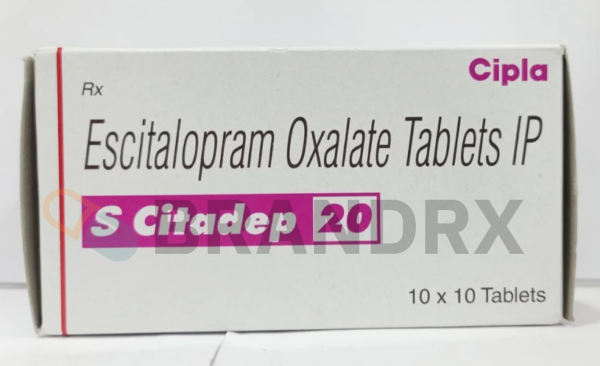 Cipla
Rx
Escitalopram Oxalate Tablets IP
S Citadep 20
BRANDRX
10 x 10 Tablets